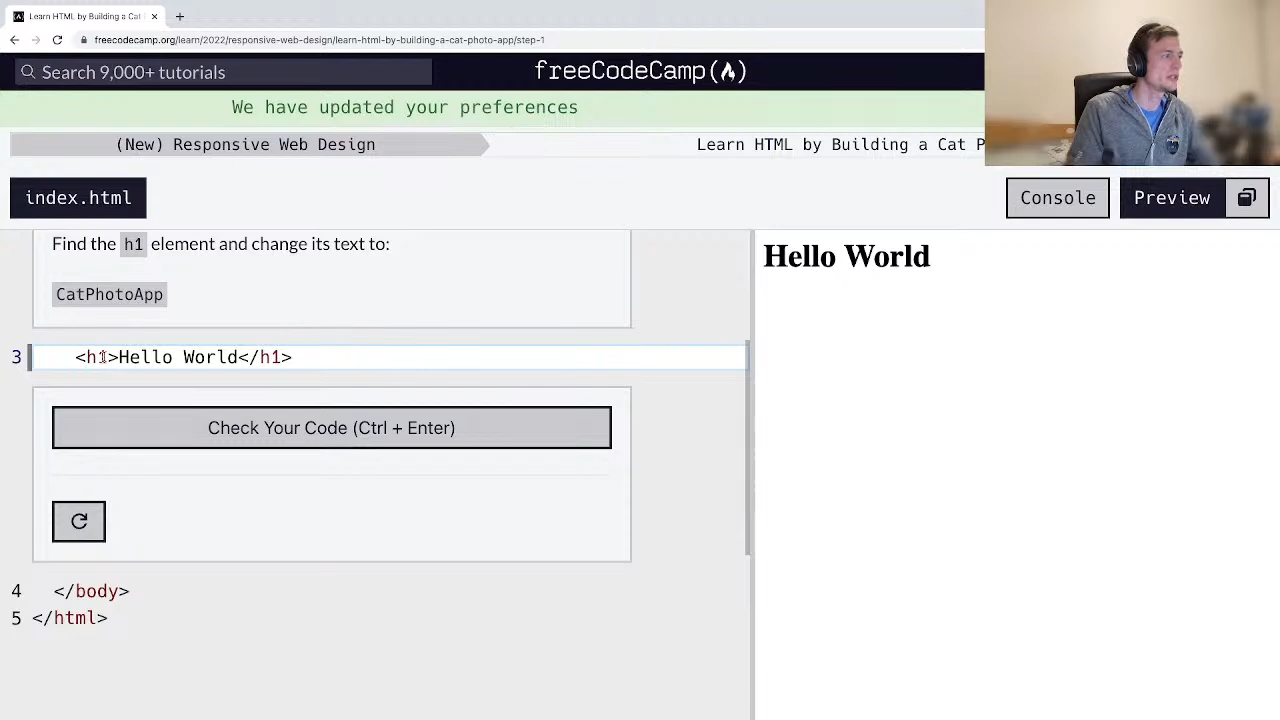 Learn HTML by Building a Cat
freecodecamp.org/learn/2022/responsive-web-design/learn-html-by-building-a-cat-photo-app/step-1
Search 9,000+ tutorials
freeCodeCamp
We have updated your preferences
(New) Responsive Web Design
Learn HTML by Building a Cat P
index.html
Console
Preview
Find the h1 element and change its text to:
CatPhotoApp
3 <h1>Hello World</h1>
Check Your Code (Ctrl + Enter)
4 </body>
5 </html>
Hello World